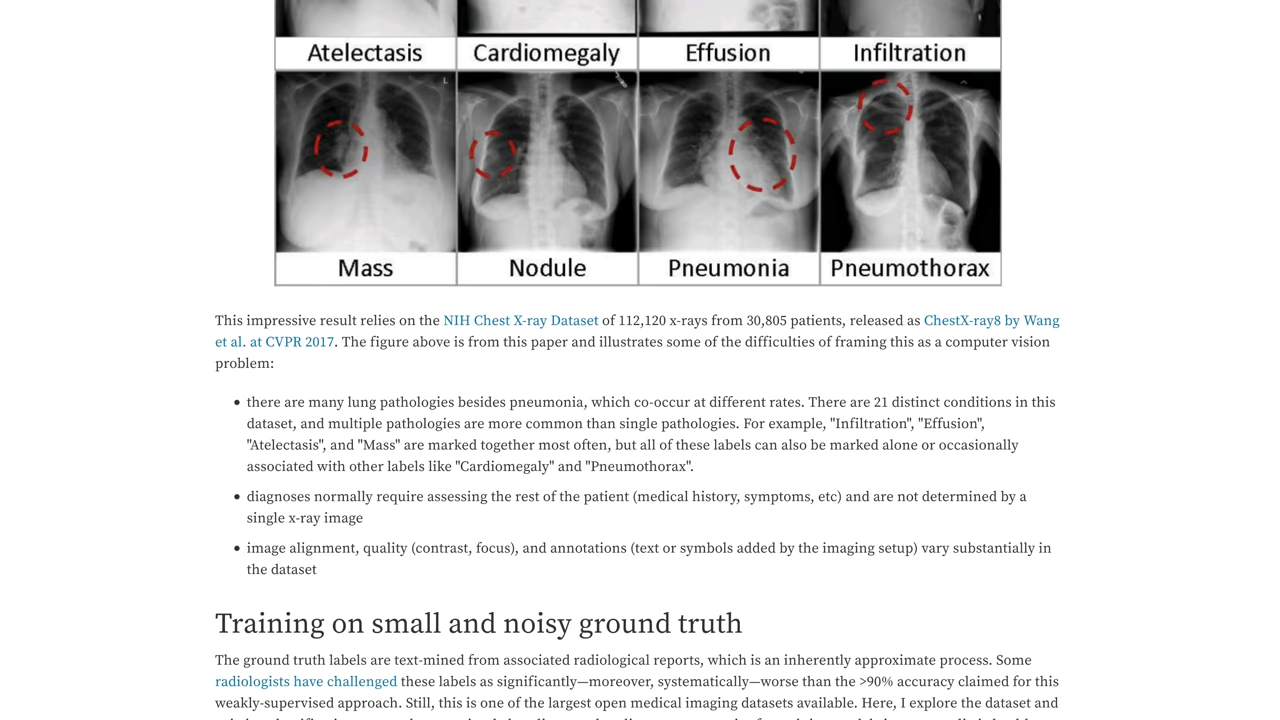 Atelectasis Cardiomegaly Effusion Infiltration
L
Mass Nodule Pneumonia Pneumothorax
This impressive result relies on the NIH Chest X-ray Dataset of 112,120 x-rays from 30,805 patients, released as ChestX-ray8 by Wang
et al. at CVPR 2017. The figure above is from this paper and illustrates some of the difficulties of framing this as a computer vision
problem:
• there are many lung pathologies besides pneumonia, which co-occur at different rates. There are 21 distinct conditions in this
dataset, and multiple pathologies are more common than single pathologies. For example, "Infiltration", "Effusion",
"Atelectasis", and "Mass" are marked together most often, but all of these labels can also be marked alone or occasionally
associated with other labels like "Cardiomegaly" and "Pneumothorax".
• diagnoses normally require assessing the rest of the patient (medical history, symptoms, etc) and are not determined by a
single x-ray image
• image alignment, quality (contrast, focus), and annotations (text or symbols added by the imaging setup) vary substantially in
the dataset
Training on small and noisy ground truth
The ground truth labels are text-mined from associated radiological reports, which is an inherently approximate process. Some
radiologists have challenged these labels as significantly—moreover, systematically—worse than the >90% accuracy claimed for this
weakly-supervised approach. Still, this is one of the largest open medical imaging datasets available. Here, I explore the dataset and